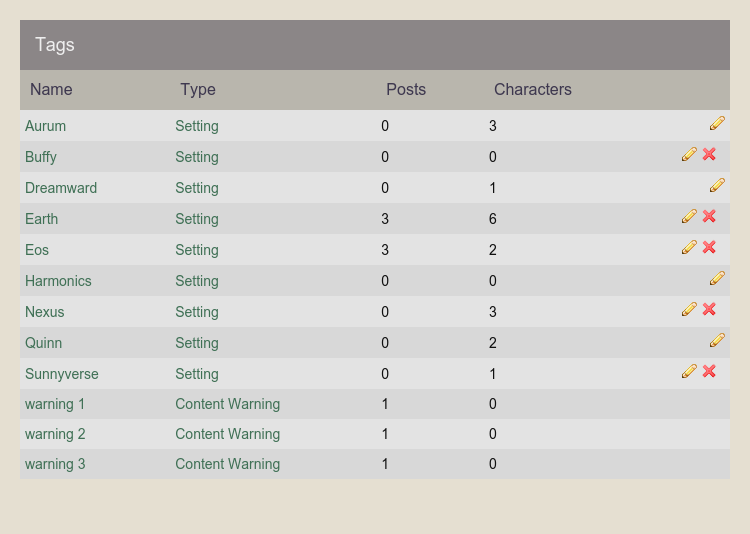 Tags
Name Type Posts Characters
Aurum Setting 0 3
Buffy Setting 0 0
Dreamward Setting 0 1
Earth Setting 3 6
Eos Setting 3 2
Harmonics Setting 0 0
Nexus Setting 0 3
Quinn Setting 0 2
Sunnyverse Setting 0 1
warning 1 Content Warning 1 0
warning 2 Content Warning 1 0
warning 3 Content Warning 1 0